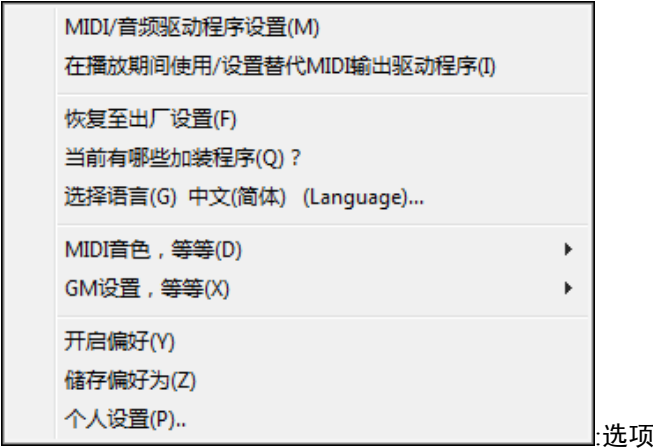 MIDI/音频驱动程序设置(M)
在播放期间使用/设置替代MIDI输出驱动程序(I)
恢复至出厂设置(F)
当前有哪些加装程序(Q)？
选择语言(G) 中文(简体) (Language)...
MIDI音色，等等(D)
GM设置，等等(X)
开启偏好(Y)
储存偏好为(Z)
个人设置(P)..
:选项